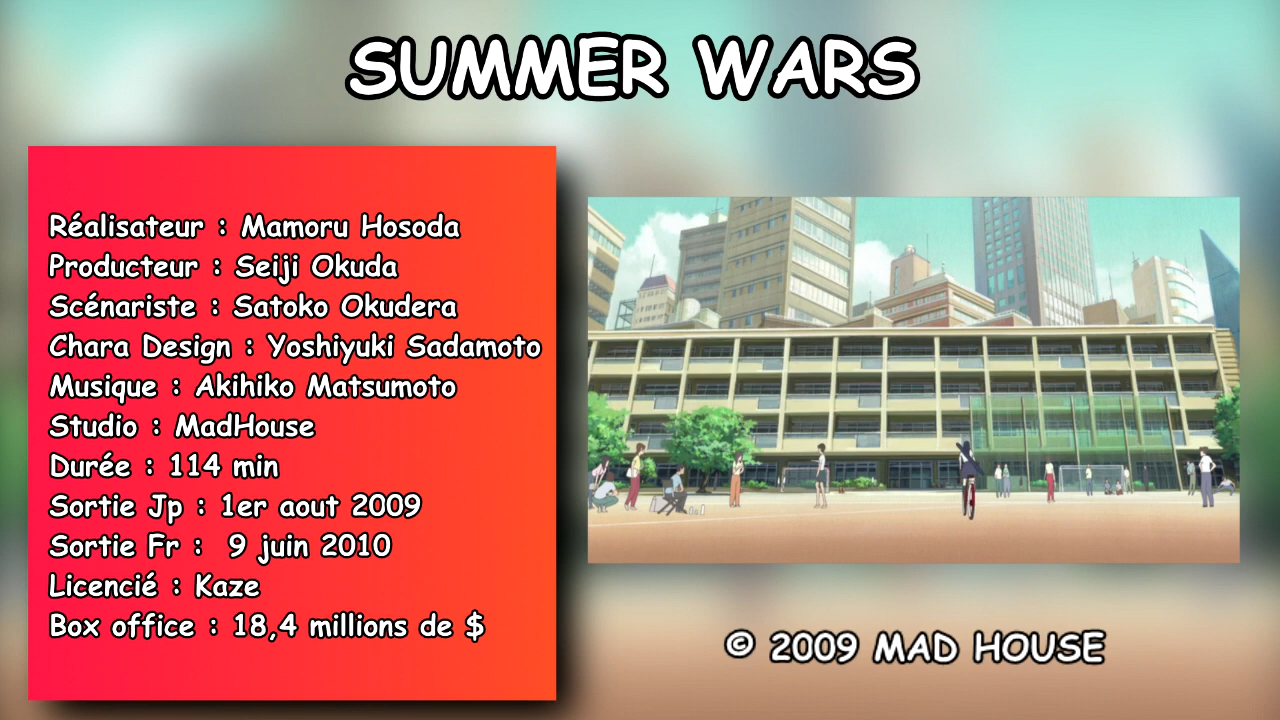 SUMMER WARS
Réalisateur : Mamoru Hosoda
Producteur : Seiji Okuda
Scénariste : Satoko Okudera
Chara Design : Yoshiyuki Sadamoto
Musique : Akihiko Matsumoto
Studio : MadHouse
Durée : 114 min
Sortie Jp : 1er aout 2009
Sortie Fr :  9 juin 2010
Licencié : Kaze
Box office : 18,4 millions de $
© 2009 MAD HOUSE